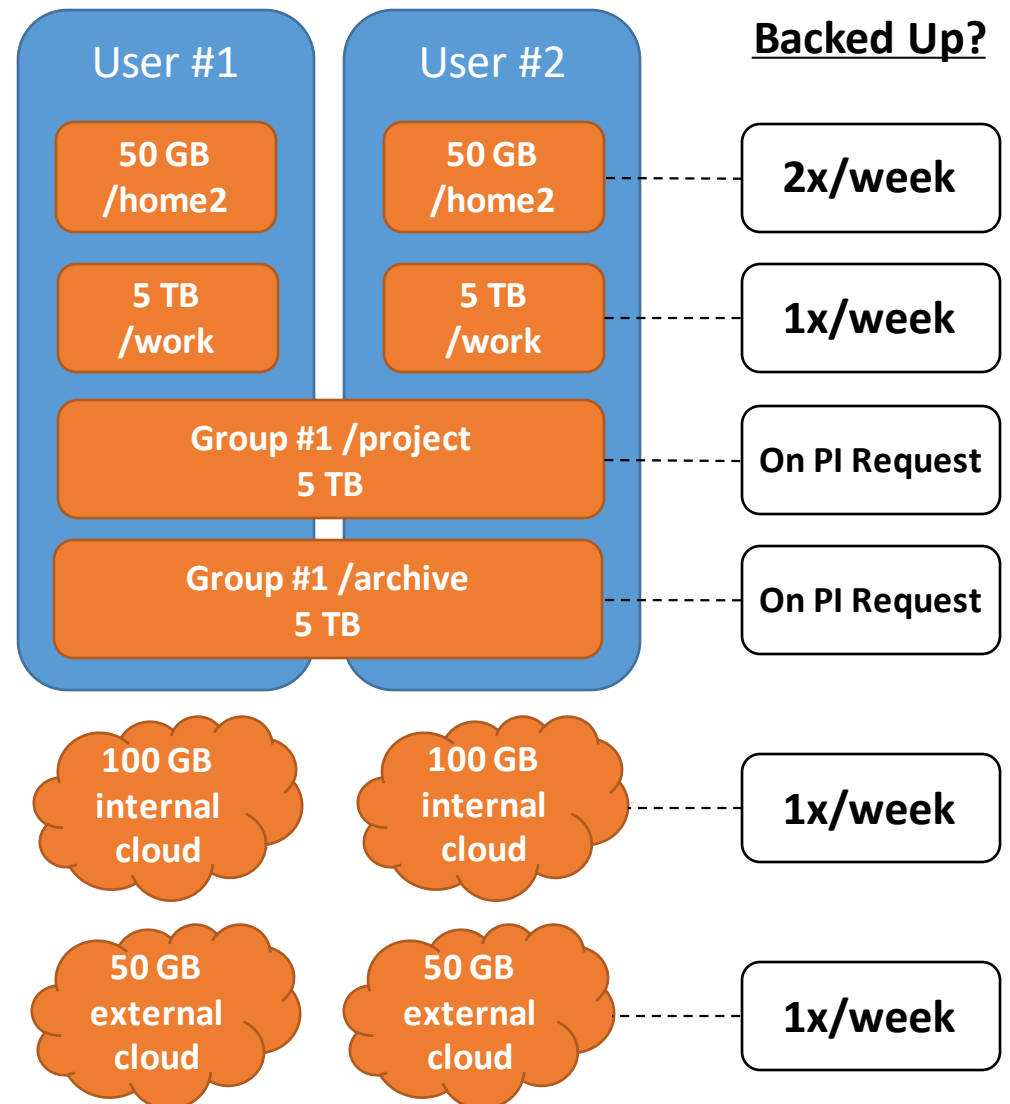 User #1
User #2
Backed Up?
50 GB
/home2
50 GB
/home2
2x/week
5 TB
/work
5 TB
/work
1x/week
Group #1 /project
5 TB
On PI Request
Group #1 /archive
5 TB
On PI Request
100 GB
internal
cloud
100 GB
internal
cloud
1x/week
50 GB
external
cloud
50 GB
external
cloud
1x/week